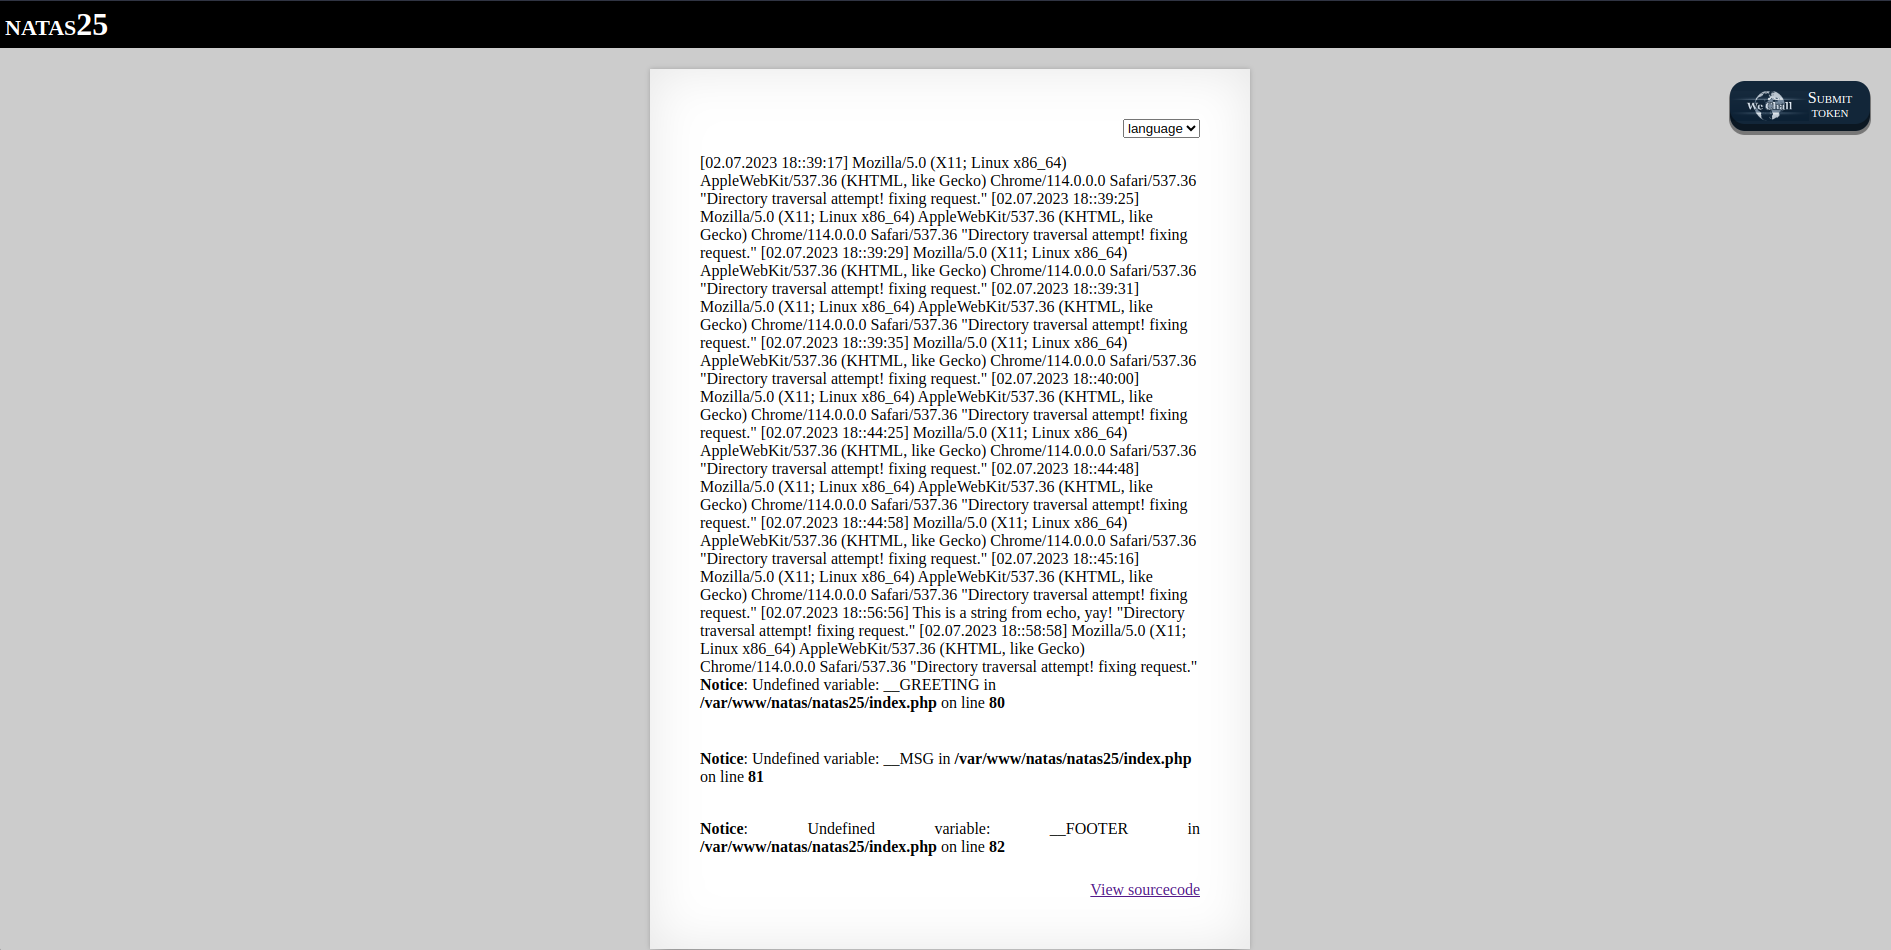 NATAS25
We Chall
SUBMIT
TOKEN
language
[02.07.2023 18::39:17] Mozilla/5.0 (X11; Linux x86_64)
AppleWebKit/537.36 (KHTML, like Gecko) Chrome/114.0.0.0 Safari/537.36
"Directory traversal attempt! fixing request." [02.07.2023 18::39:25]
Mozilla/5.0 (X11; Linux x86_64) AppleWebKit/537.36 (KHTML, like
Gecko) Chrome/114.0.0.0 Safari/537.36 "Directory traversal attempt! fixing
request." [02.07.2023 18::39:29] Mozilla/5.0 (X11; Linux x86_64)
AppleWebKit/537.36 (KHTML, like Gecko) Chrome/114.0.0.0 Safari/537.36
"Directory traversal attempt! fixing request." [02.07.2023 18::39:31]
Mozilla/5.0 (X11; Linux x86_64) AppleWebKit/537.36 (KHTML, like
Gecko) Chrome/114.0.0.0 Safari/537.36 "Directory traversal attempt! fixing
request." [02.07.2023 18::39:35] Mozilla/5.0 (X11; Linux x86_64)
AppleWebKit/537.36 (KHTML, like Gecko) Chrome/114.0.0.0 Safari/537.36
"Directory traversal attempt! fixing request." [02.07.2023 18::40:00]
Mozilla/5.0 (X11; Linux x86_64) AppleWebKit/537.36 (KHTML, like
Gecko) Chrome/114.0.0.0 Safari/537.36 "Directory traversal attempt! fixing
request." [02.07.2023 18::44:25] Mozilla/5.0 (X11; Linux x86_64)
AppleWebKit/537.36 (KHTML, like Gecko) Chrome/114.0.0.0 Safari/537.36
"Directory traversal attempt! fixing request." [02.07.2023 18::44:48]
Mozilla/5.0 (X11; Linux x86_64) AppleWebKit/537.36 (KHTML, like
Gecko) Chrome/114.0.0.0 Safari/537.36 "Directory traversal attempt! fixing
request." [02.07.2023 18::44:58] Mozilla/5.0 (X11; Linux x86_64)
AppleWebKit/537.36 (KHTML, like Gecko) Chrome/114.0.0.0 Safari/537.36
"Directory traversal attempt! fixing request." [02.07.2023 18::45:16]
Mozilla/5.0 (X11; Linux x86_64) AppleWebKit/537.36 (KHTML, like
Gecko) Chrome/114.0.0.0 Safari/537.36 "Directory traversal attempt! fixing
request." [02.07.2023 18::56:56] This is a string from echo, yay! "Directory
traversal attempt! fixing request." [02.07.2023 18::58:58] Mozilla/5.0 (X11;
Linux x86_64) AppleWebKit/537.36 (KHTML, like Gecko)
Chrome/114.0.0.0 Safari/537.36 "Directory traversal attempt! fixing request."
Notice: Undefined variable: __GREETING in
/var/www/natas/natas25/index.php on line 80
Notice: Undefined variable: __MSG in /var/www/natas/natas25/index.php
on line 81
Notice: Undefined variable: __FOOTER in
/var/www/natas/natas25/index.php on line 82
View sourcecode